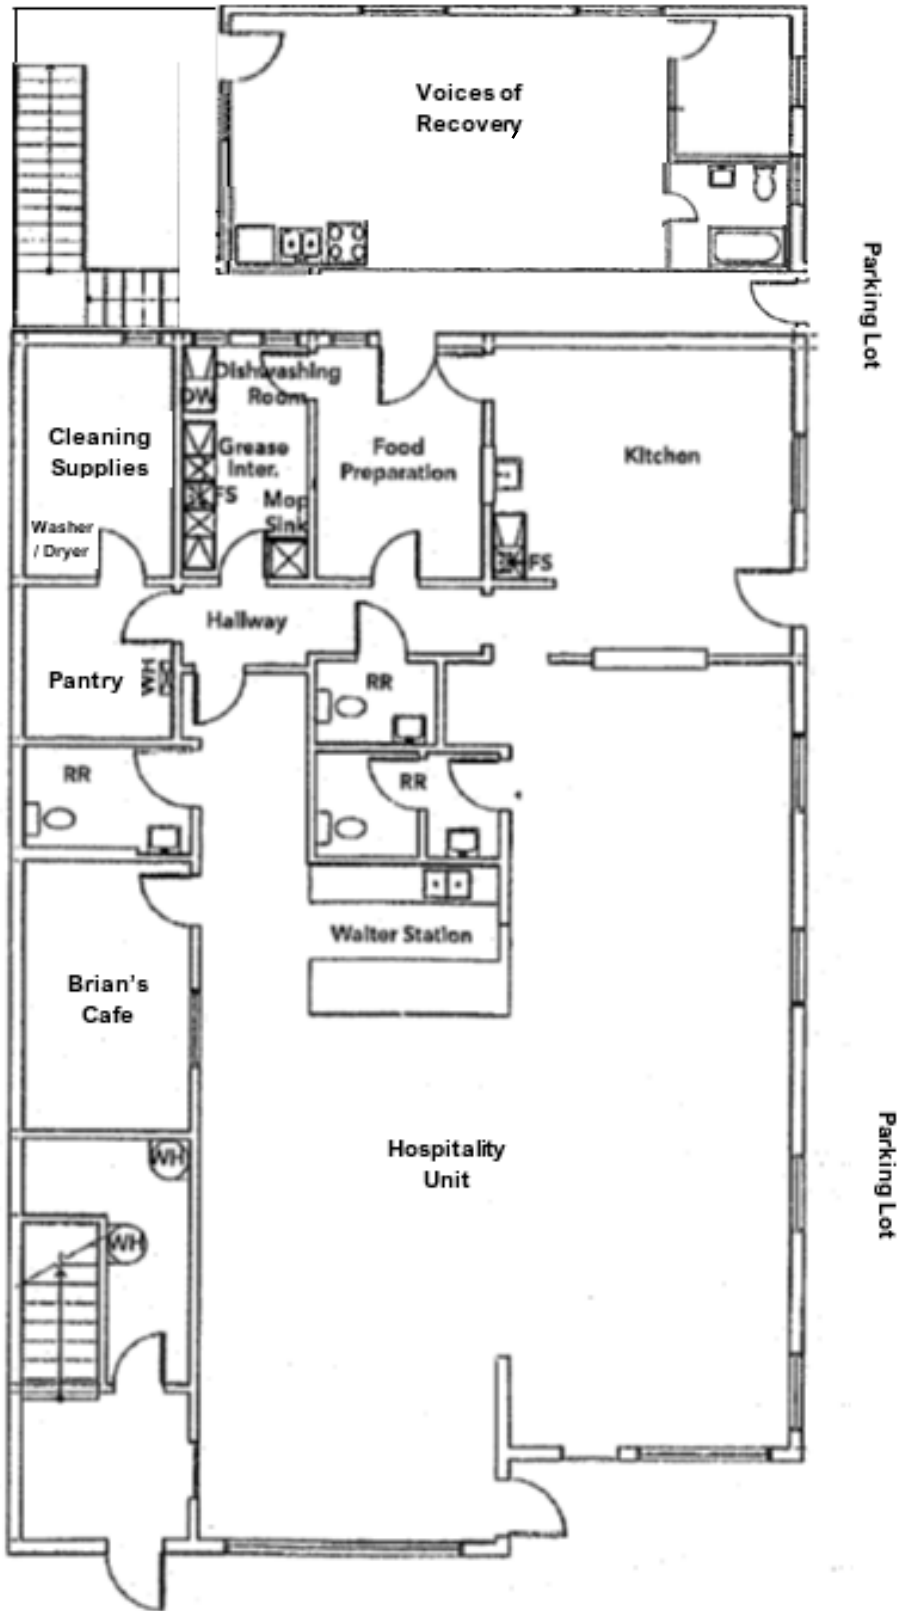 Voices of
Recovery
Parking Lot
Dishwashing
Room
DW
Cleaning
Supplies
Grease
Inter.
FS
Mop
Sink
Food
Preparation
Kitchen
Washer
/ Dryer
FS
Hallway
Pantry
WH
RR
RR
RR
Waiter Station
Brian's
Cafe
Parking Lot
Hospitality
Unit
WH
WH